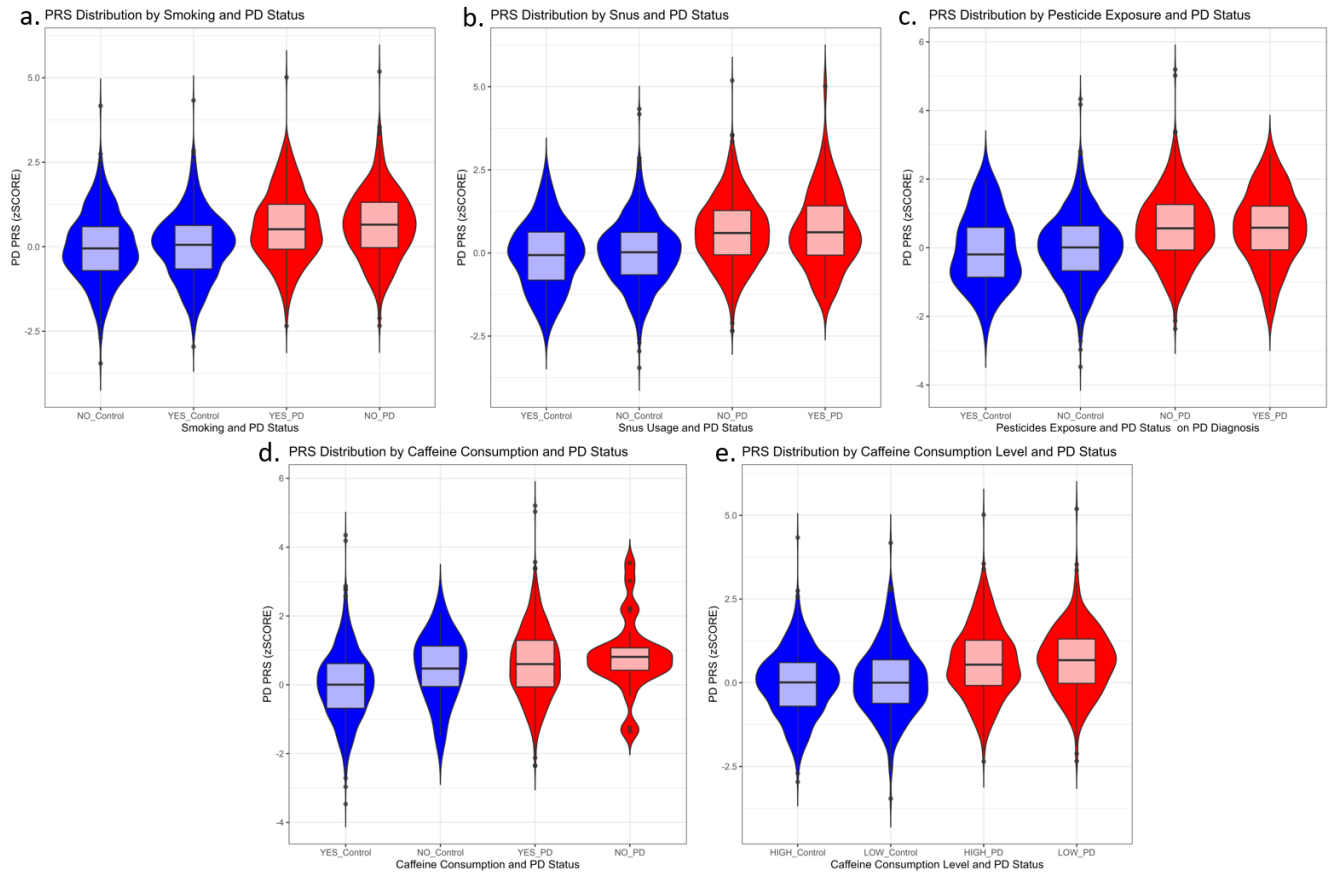 a. PRS Distribution by Smoking and PD Status
PD PRS (zSCORE)
5.0
2.5
0.0
-2.5
NO_Control YES_Control YES_PD NO_PD
Smoking and PD Status
b. PRS Distribution by Snus and PD Status
PD PRS (zSCORE)
5.0
2.5
0.0
-2.5
YES_Control NO_Control NO_PD YES_PD
Snus Usage and PD Status
c. PRS Distribution by Pesticide Exposure and PD Status
PD PRS (zSCORE)
6
4
2
0
-2
-4
YES_Control NO_Control NO_PD YES_PD
Pesticides Exposure and PD Status on PD Diagnosis
d. PRS Distribution by Caffeine Consumption and PD Status
PD PRS (zSCORE)
6
4
2
0
-2
-4
YES_Control NO_Control YES_PD NO_PD
Caffeine Consumption and PD Status
e. PRS Distribution by Caffeine Consumption Level and PD Status
PD PRS (zSCORE)
5.0
2.5
0.0
-2.5
HIGH_Control LOW_Control HIGH_PD LOW_PD
Caffeine Consumption Level and PD Status